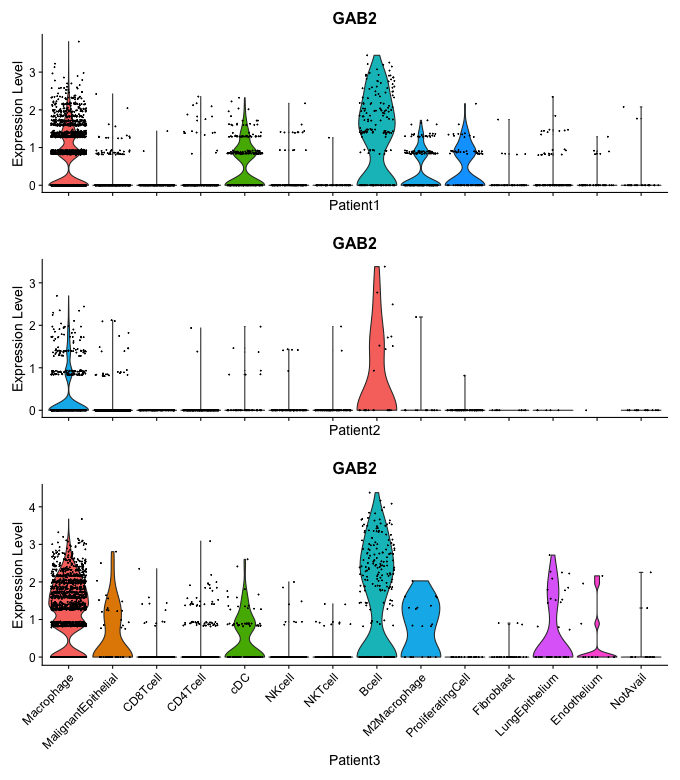 GAB2
Expression Level
3
2
1
0
Patient1
GAB2
Expression Level
3
2
1
0
Patient2
GAB2
Expression Level
4
3
2
1
0
Macrophage
MalignantEpithelial
CD8Tcell
CD4Tcell
cDC
NKcell
NKTcell
Bcell
M2Macrophage
ProliferatingCell
Fibroblast
LungEpithelium
Endothelium
NotAvail
Patient3